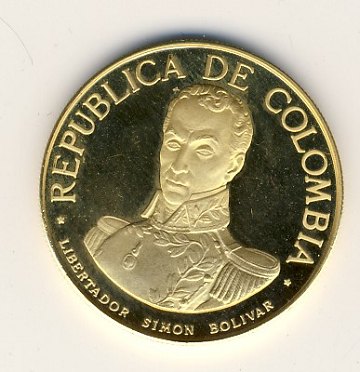 REPUBLICA DE COLOMBIA
LIBERTADOR SIMON BOLIVAR